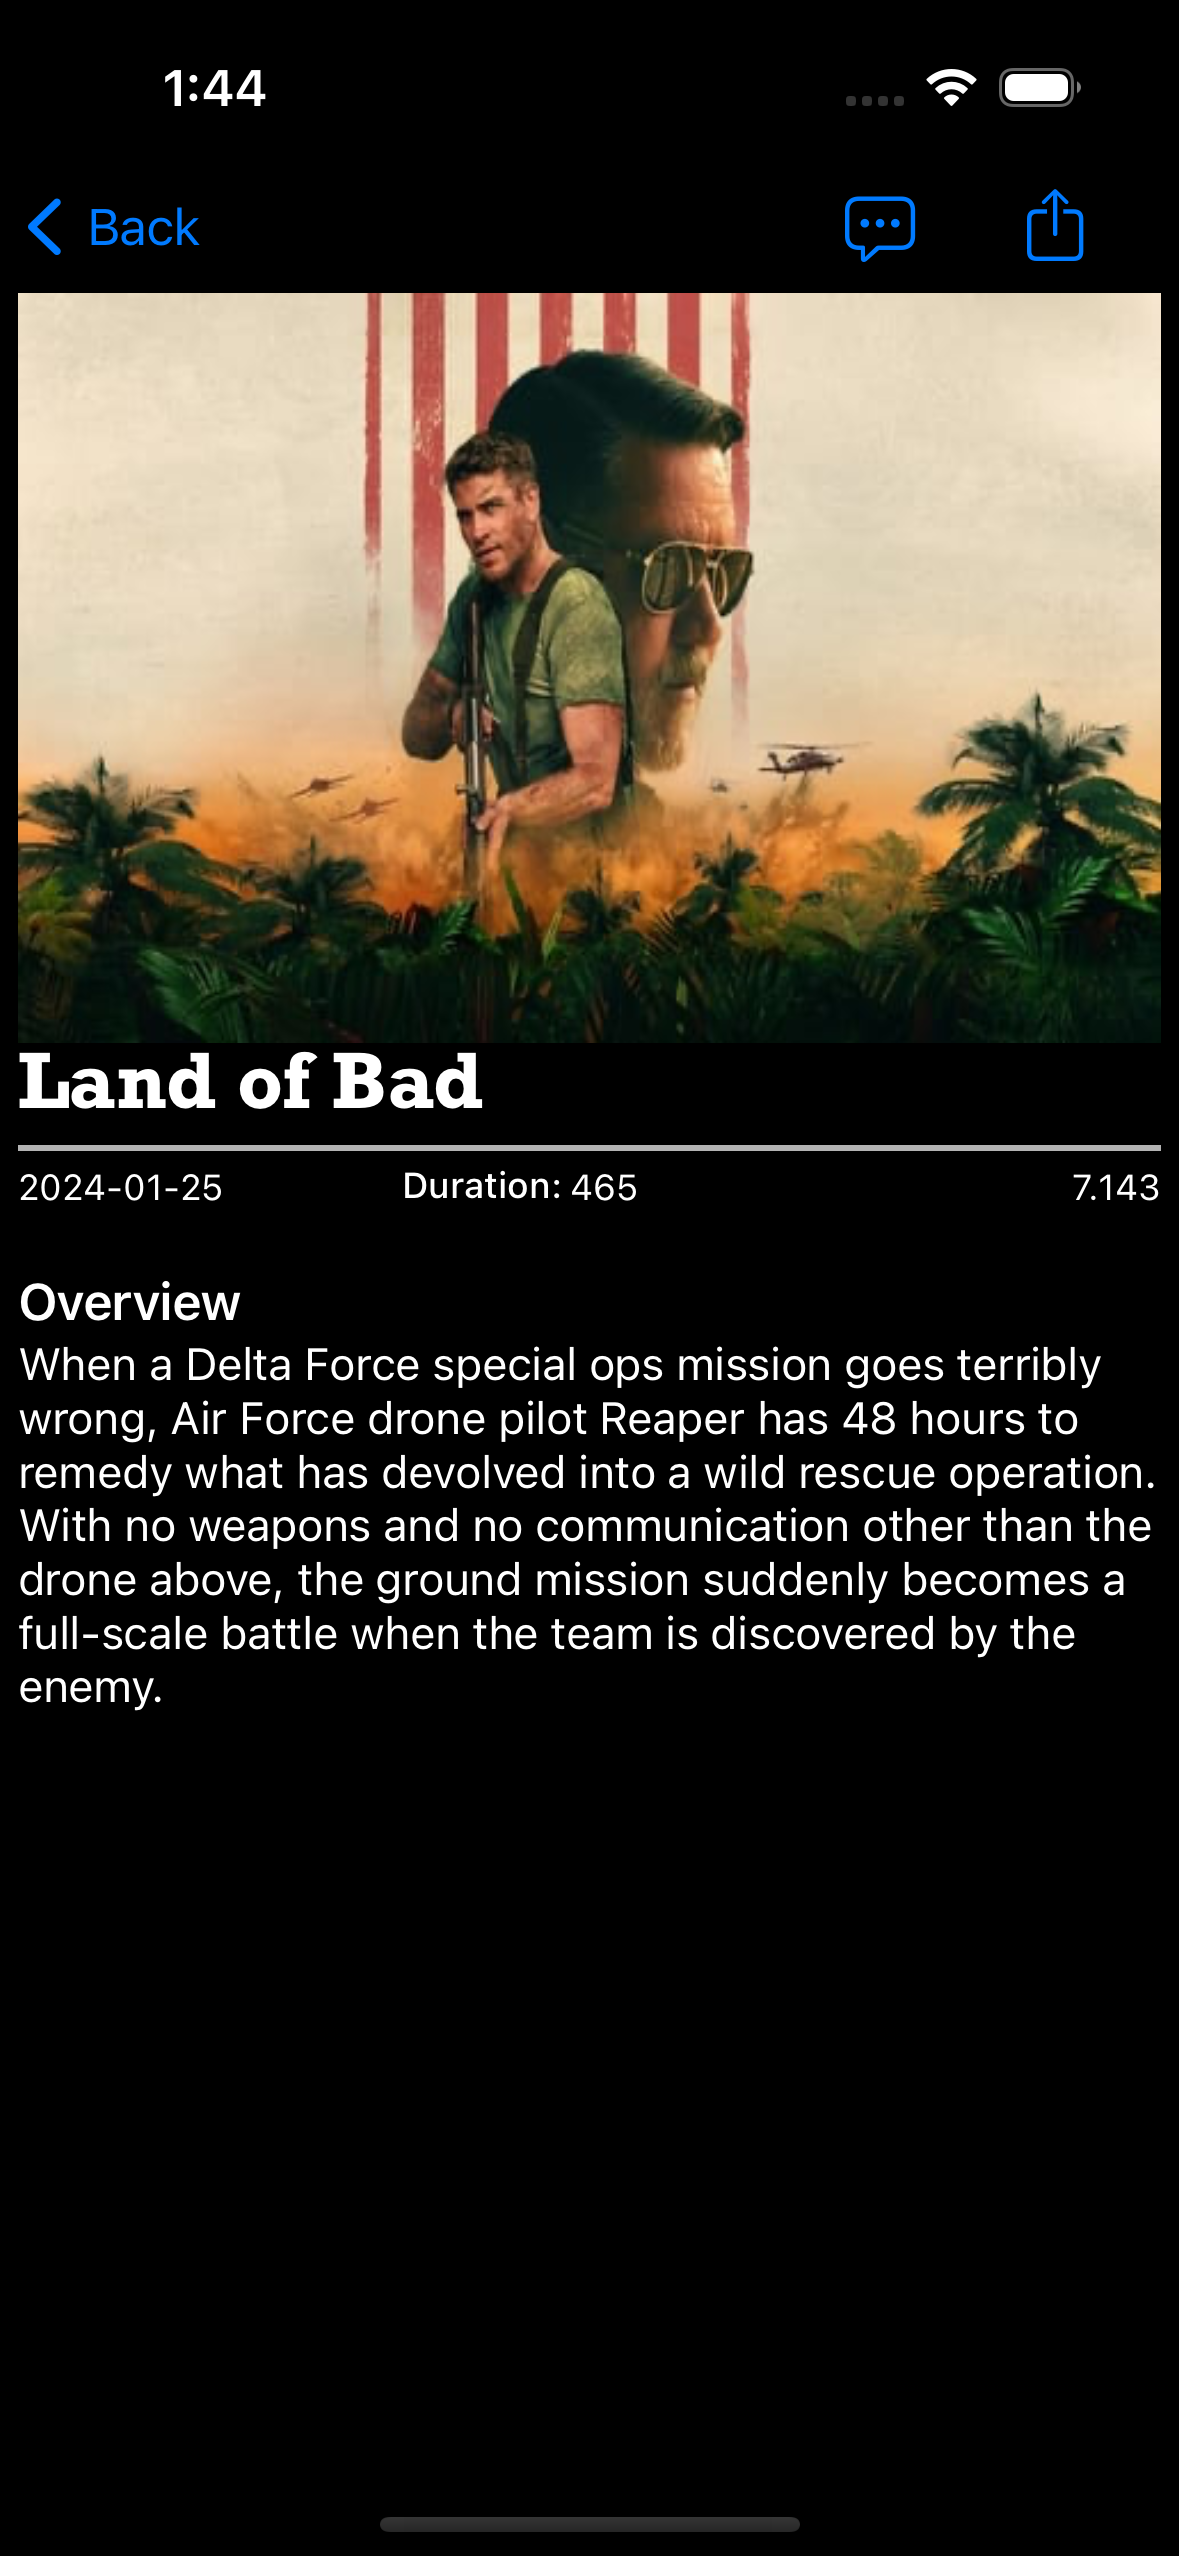 1:44
Back
Land of Bad
2024-01-25 Duration: 465 7.143
Overview
When a Delta Force special ops mission goes terribly
wrong, Air Force drone pilot Reaper has 48 hours to
remedy what has devolved into a wild rescue operation.
With no weapons and no communication other than the
drone above, the ground mission suddenly becomes a
full-scale battle when the team is discovered by the
enemy.